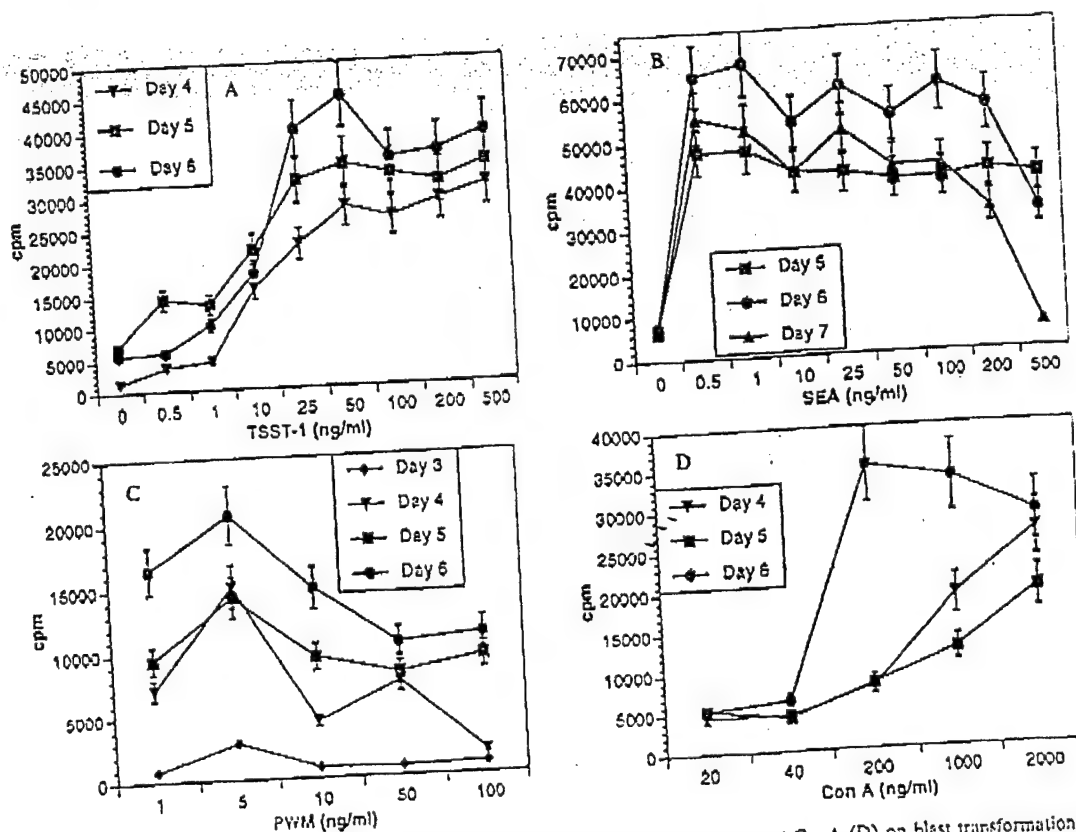 A
Day 4
Day 5
Day 6
50000
45000
40000
35000
30000
25000
20000
15000
10000
5000
0
cpm
0 0.5 1 10 25 50 100 200 500
TSST-1 (ng/ml)
B
70000
60000
50000
40000
30000
20000
10000
0
cpm
Day 5
Day 6
Day 7
0 0.5 1 10 25 50 100 200 500
SEA (ng/ml)
C
Day 3
Day 4
Day 5
Day 6
25000
20000
15000
10000
5000
0
cpm
1 5 10 50 100
PWM (ng/ml)
D
40000
35000
30000
25000
20000
15000
10000
5000
0
cpm
Day 4
Day 5
Day 6
20 40 200 1000 2000
Con A (ng/ml)
A (D) on blast transformation